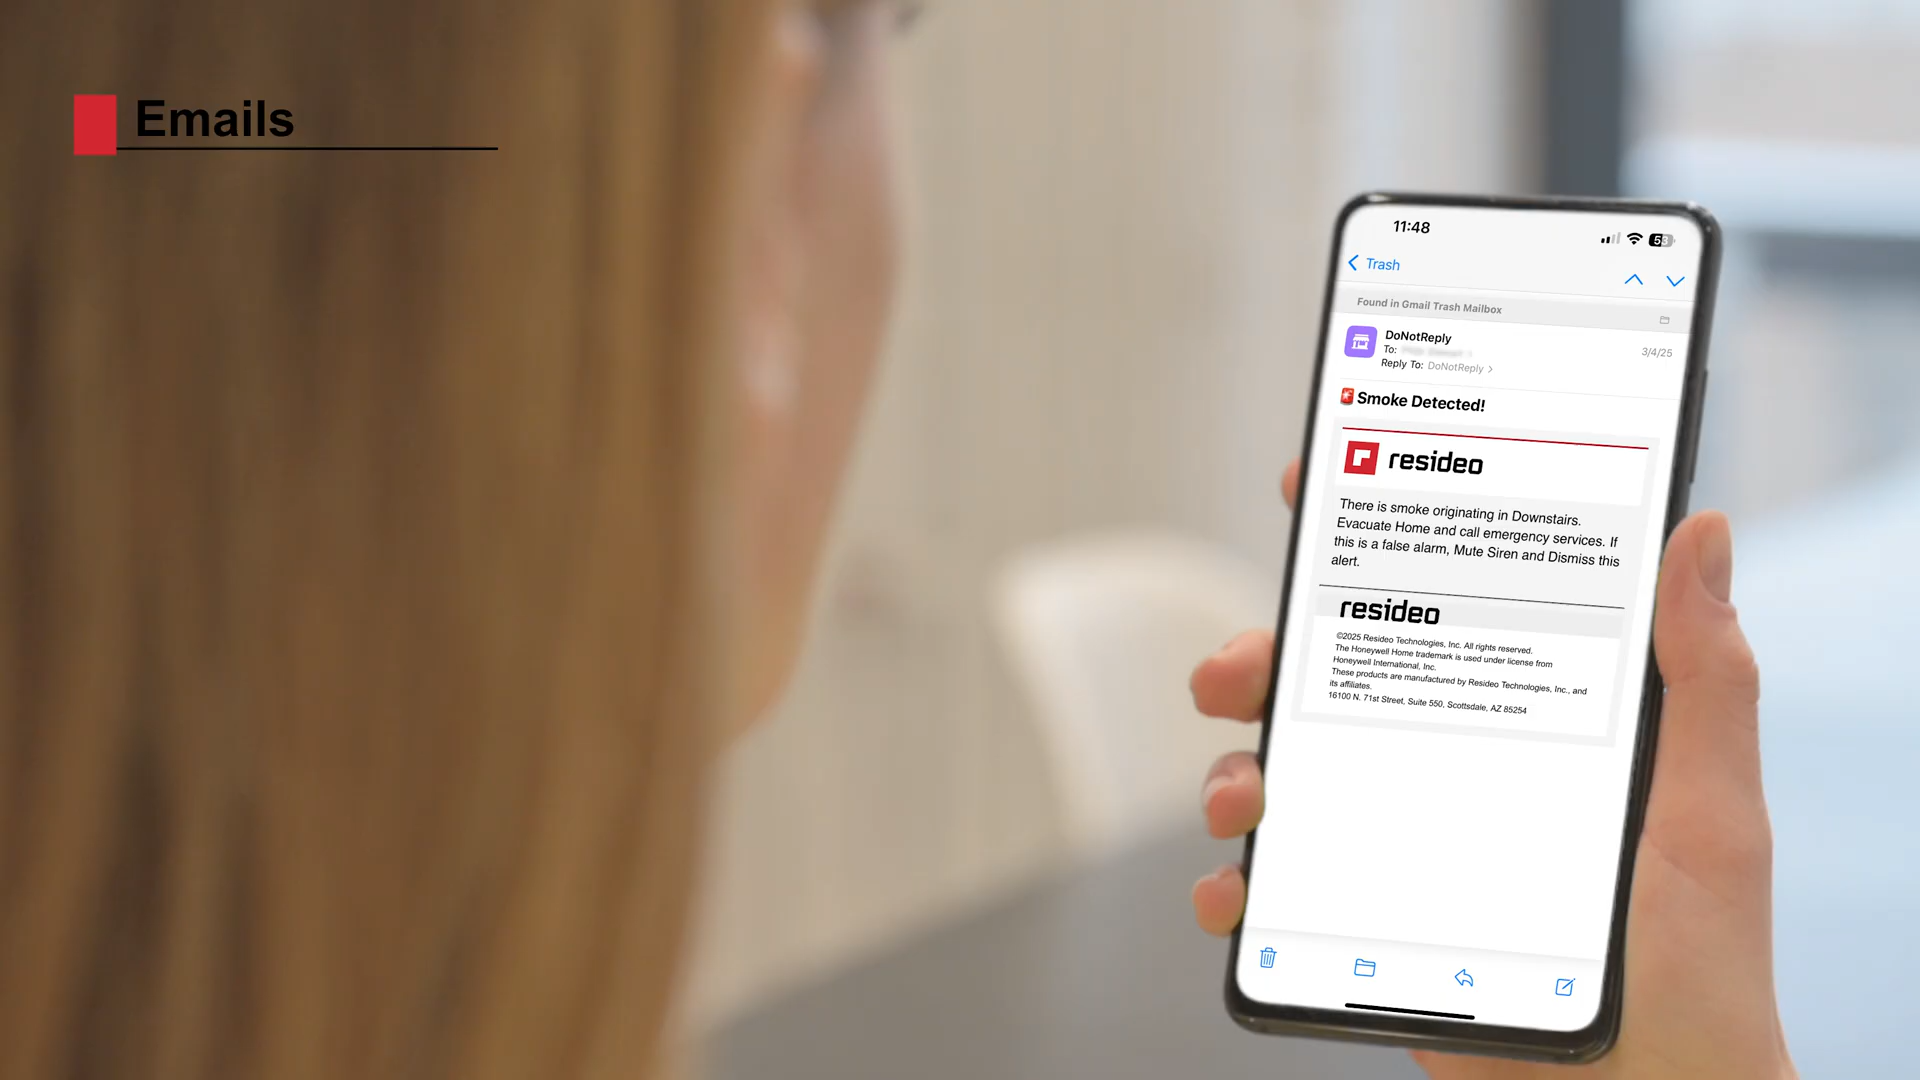 Emails
11:48
Trash
Found in Gmail Trash Mailbox
DoNotReply
To:
3/4/25
Reply To: DoNotReply
Smoke Detected!
resideo
There is smoke originating in Downstairs.
Evacuate Home and call emergency services. If
this is a false alarm, Mute Siren and Dismiss this
alert.
resideo
©2025 Resideo Technologies, Inc. All rights reserved.
The Honeywell Home trademark is used under license from
Honeywell International, Inc.
These products are manufactured by Resideo Technologies, Inc., and
its affiliates.
16100 N. 71st Street, Suite 550, Scottsdale, AZ 85254